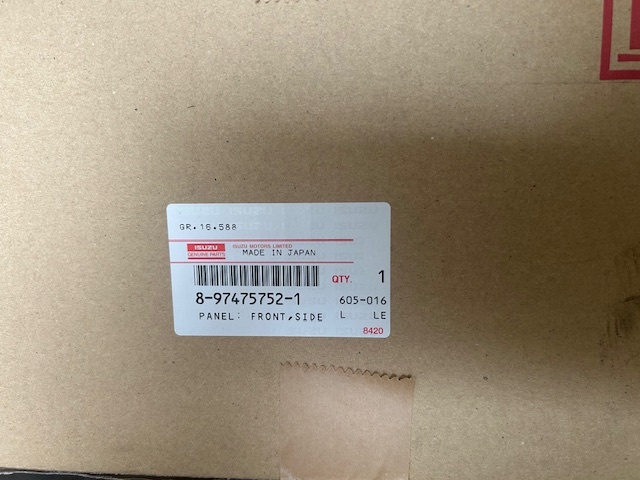 GR.16.588
ISUZU
GENUINE PARTS
ISUZU MOTORS LIMITED
MADE IN JAPAN
QTY. 1
8-97475752-1 605-016
PANEL: FRONT,SIDE L LE
8420